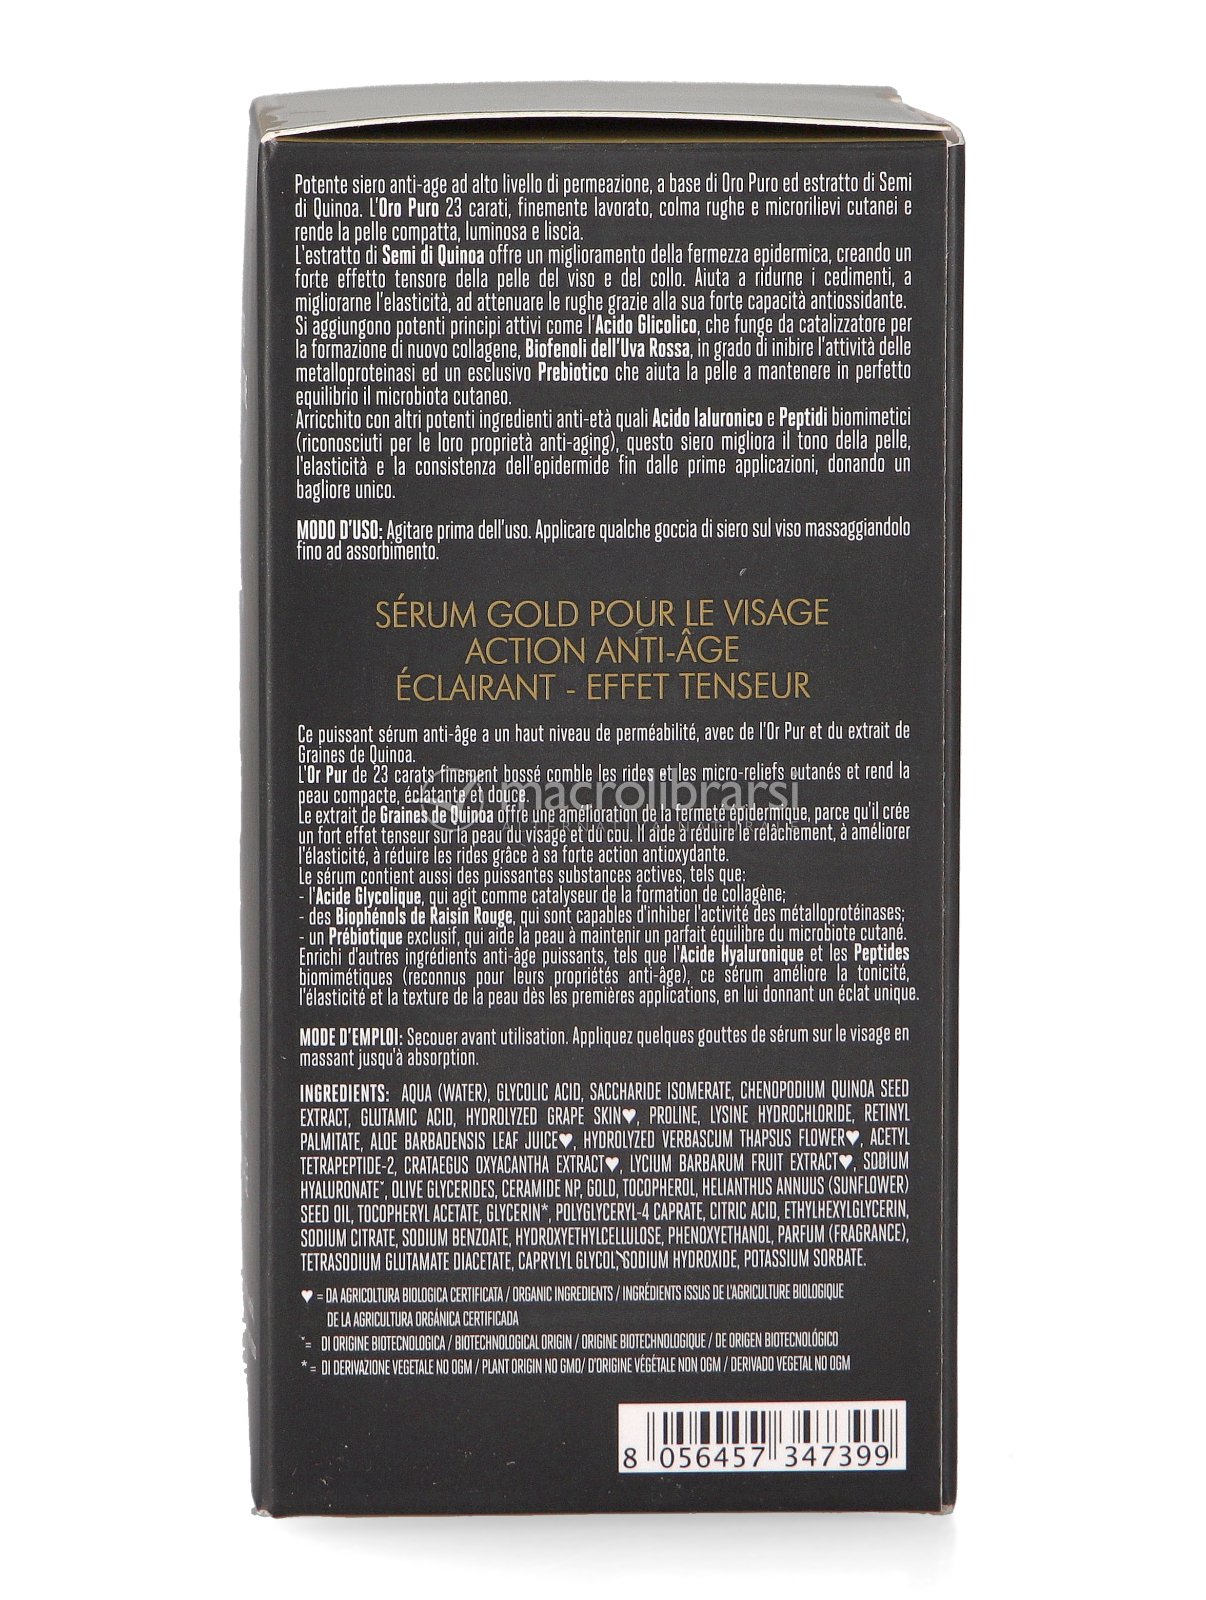 Potente siero anti-age ad alto livello di permeazione, a base di Oro Puro ed estratto di Semi
di Quinoa. L'Oro Puro 23 carati, finemente lavorato, colma rughe e microrilievi cutanei e
rende la pelle compatta, luminosa e liscia.
L'estratto di Semi di Quinoa offre un miglioramento della fermezza epidermica, creando un
forte effetto tensore della pelle del viso e del collo. Aiuta a ridurne i cedimenti, a
migliorarne l'elasticità, ad attenuare le rughe grazie alla sua forte capacità antiossidante.
Si aggiungono potenti principi attivi come l'Acido Glicolico, che funge da catalizzatore per
la formazione di nuovo collagene, Biofenoli dell'Uva Rossa, in grado di inibire l'attività delle
metalloproteinasi ed un esclusivo Prebiotico che aiuta la pelle a mantenere in perfetto
equilibrio il microbiota cutaneo.
Arricchito con altri potenti ingredienti anti-età quali Acido Ialuronico e Peptidi biomimetici
(riconosciuti per le loro proprietà anti-aging), questo siero migliora il tono della pelle,
l'elasticità e la consistenza dell'epidermide fin dalle prime applicazioni, donando un
bagliore unico.
MODO D'USO: Agitare prima dell'uso. Applicare qualche goccia di siero sul viso massaggiandolo
fino ad assorbimento.
SÉRUM GOLD POUR LE VISAGE
ACTION ANTI-ÂGE
ÉCLAIRANT - EFFET TENSEUR
Ce puissant sérum anti-âge a un haut niveau de perméabilité, avec de l'Or Pur et du extrait de
Graines de Quinoa.
L'Or Pur de 23 carats finement bossé comble les rides et les micro-reliefs cutanés et rend la
peau compacte, éclatante et douce.
macrolibrarsi
Le extrait de Graines de Quinoa offre une amélioration de la fermeté épidermique, parce qu'il crée
un fort effet tenseur sur la peau du visage et du cou. Il aide à réduire le relâchement, à améliorer
l'élasticité, à réduire les rides grâce à sa forte action antioxydante.
Le sérum contient aussi des puissantes substances actives, tels que:
- l'Acide Glycolique, qui agit comme catalyseur de la formation de collagène;
- des Biophénols de Raisin Rouge, qui sont capables d'inhiber l'activité des métalloprotéinases;
- un Prébiotique exclusif, qui aide la peau à maintenir un parfait équilibre du microbiote cutané.
Enrichi d'autres ingrédients anti-âge puissants, tels que l'Acide Hyaluronique et les Peptides
biomimétiques (reconnus pour leurs propriétés anti-âge), ce sérum améliore la tonicité,
l'élasticité et la texture de la peau dès les premières applications, en lui donnant un éclat unique.
MODE D'EMPLOI: Secouer avant utilisation. Appliquez quelques gouttes de sérum sur le visage en
massant jusqu'à absorption.
INGREDIENTS: AQUA (WATER), GLYCOLIC ACID, SACCHARIDE ISOMERATE, CHENOPODIUM QUINOA SEED
EXTRACT, GLUTAMIC ACID, HYDROLYZED GRAPE SKIN♥, PROLINE, LYSINE HYDROCHLORIDE, RETINYL
PALMITATE, ALOE BARBADENSIS LEAF JUICE♥, HYDROLYZED VERBASCUM THAPSUS FLOWER♥, ACETYL
TETRAPEPTIDE-2, CRATAEGUS OXYACANTHA EXTRACT♥, LYCIUM BARBARUM FRUIT EXTRACT♥, SODIUM
HYALURONATE˅, OLIVE GLYCERIDES, CERAMIDE NP, GOLD, TOCOPHEROL, HELIANTHUS ANNUUS (SUNFLOWER)
SEED OIL, TOCOPHERYL ACETATE, GLYCERIN*, POLYGLYCERYL-4 CAPRATE, CITRIC ACID, ETHYLHEXYLGLYCERIN,
SODIUM CITRATE, SODIUM BENZOATE, HYDROXYETHYLCELLULOSE, PHENOXYETHANOL, PARFUM (FRAGRANCE),
TETRASODIUM GLUTAMATE DIACETATE, CAPRYLYL GLYCOL, SODIUM HYDROXIDE, POTASSIUM SORBATE.
♥ = DA AGRICOLTURA BIOLOGICA CERTIFICATA / ORGANIC INGREDIENTS / INGRÉDIENTS ISSUS DE L'AGRICULTURE BIOLOGIQUE
DE LA AGRICULTURA ORGÁNICA CERTIFICADA
˅= DI ORIGINE BIOTECNOLOGICA / BIOTECHNOLOGICAL ORIGIN / ORIGINE BIOTECHNOLOGIQUE / DE ORIGEN BIOTECNOLÓGICO
* = DI DERIVAZIONE VEGETALE NO OGM / PLANT ORIGIN NO GMO/ D'ORIGINE VÉGÉTALE NON OGM / DERIVADO VEGETAL NO OGM
8 056457 347399